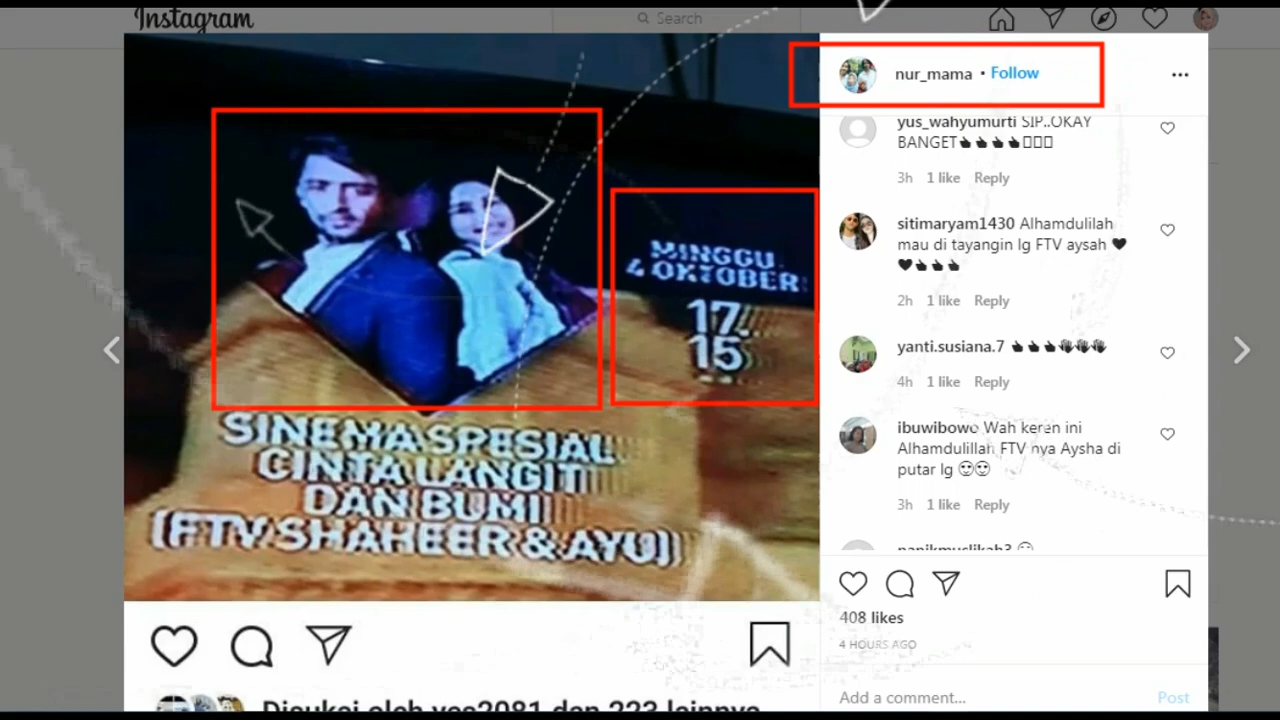 Instagram
Search
MINGGU
4 OKTOBER
17.
15
SINEMA SPESIAL
CINTA LANGIT
DAN BUMI
(FTV SHAHEER & AYU)
nur_mama • Follow
yus_wahyumurti SIP..OKAY
BANGET
3h 1 like Reply
sitimaryam1430 Alhamdulilah
mau di tayangin lg FTV aysah
2h 1 like Reply
yanti.susiana.7
4h 1 like Reply
ibuwibowo Wah keren ini
Alhamdulillah FTV nya Aysha di
putar lg
3h 1 like Reply
nanikmuslikah3
408 likes
4 HOURS AGO
Add a comment... Post
Disukai oleh yes2081 dan 223 lainnya